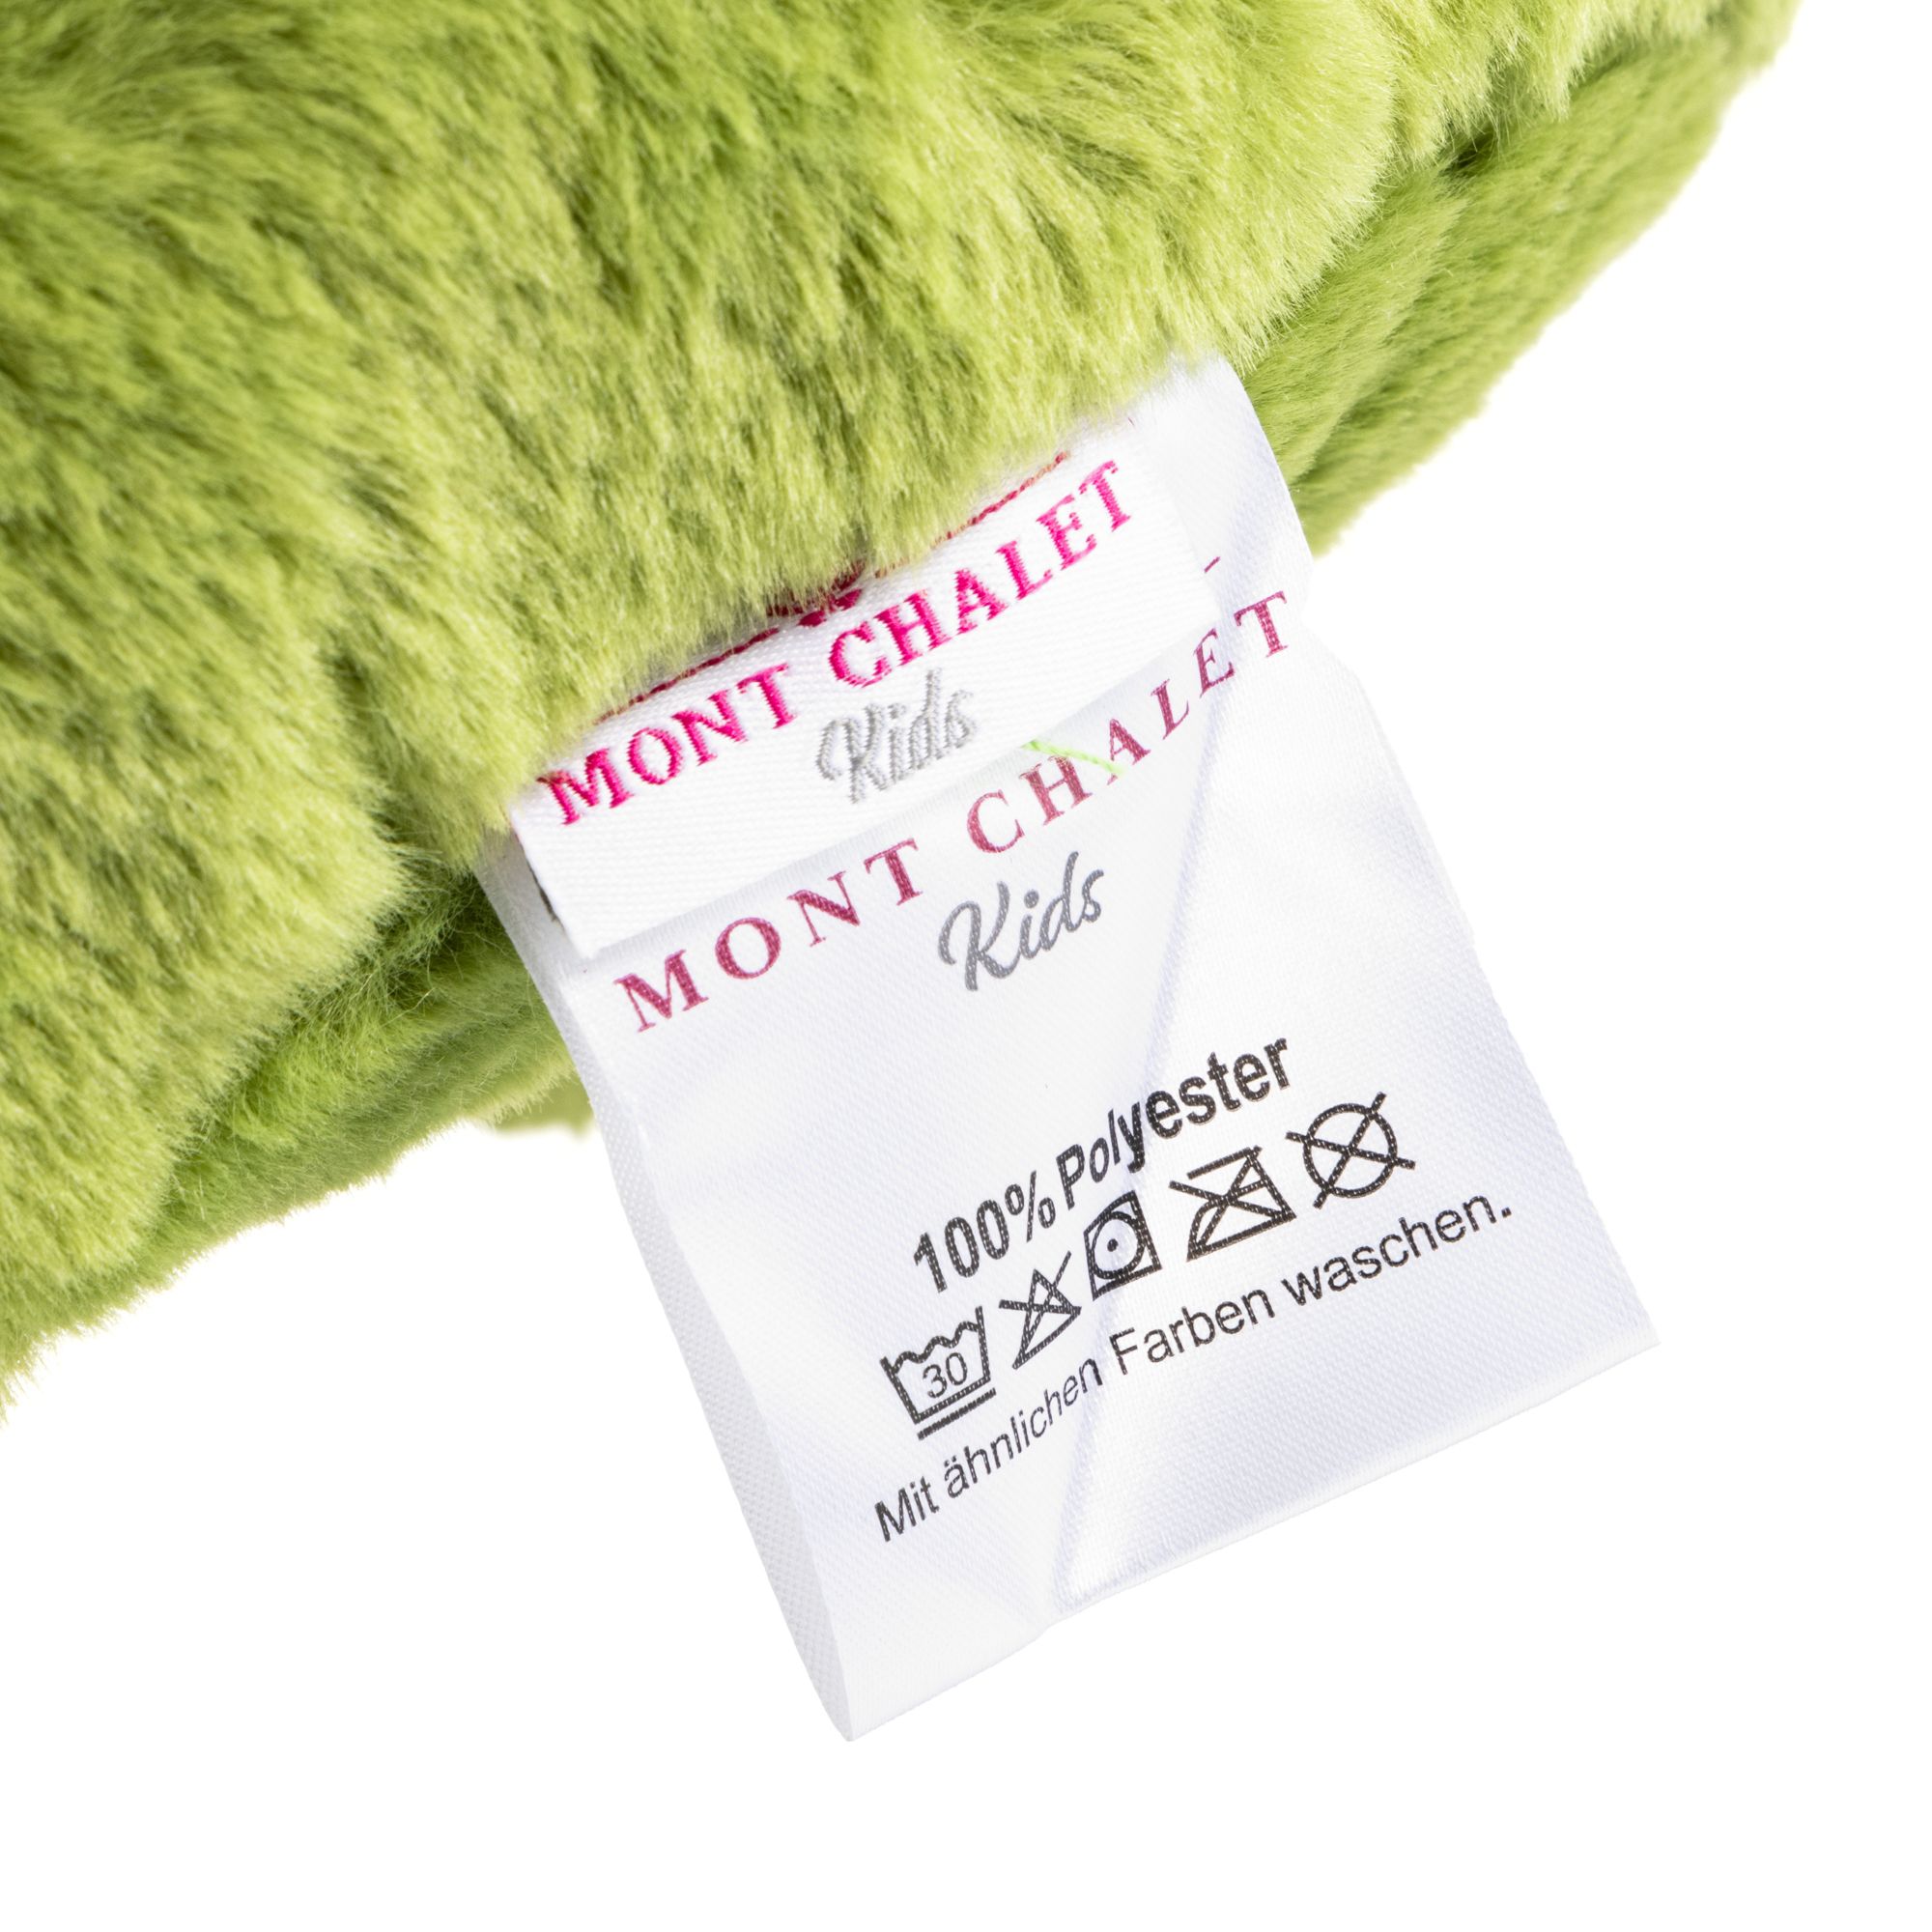 MONT CHALET
Kids
MONT CHALET
Kids
100% Polyester
30
Mit ähnlichen Farben waschen.